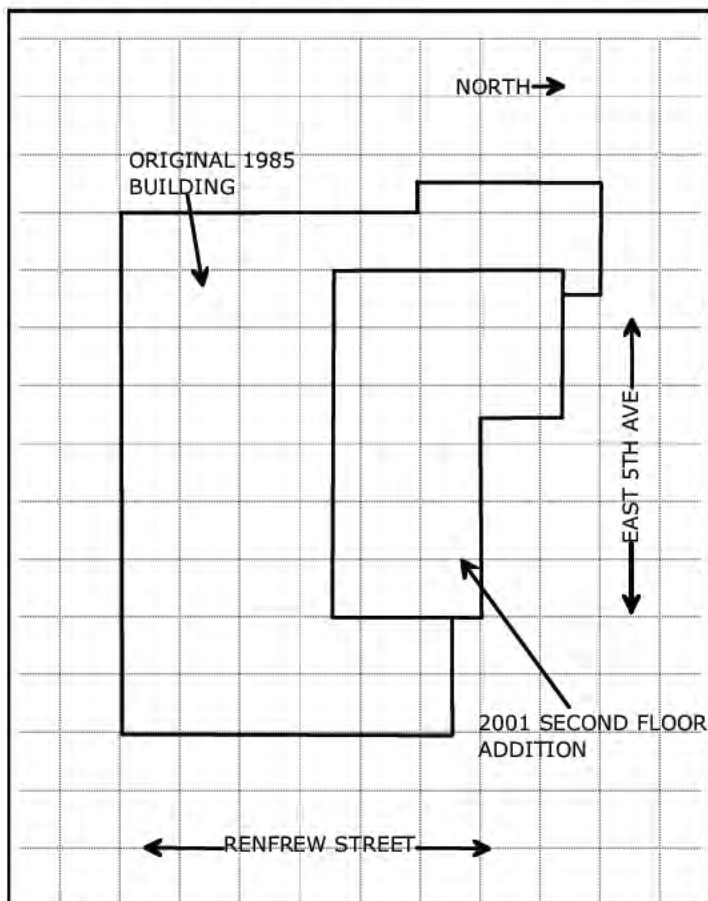 NORTH
ORIGINAL 1985
BUILDING
EAST 5TH AVE
2001 SECOND FLOOR
ADDITION
RENFREW STREET